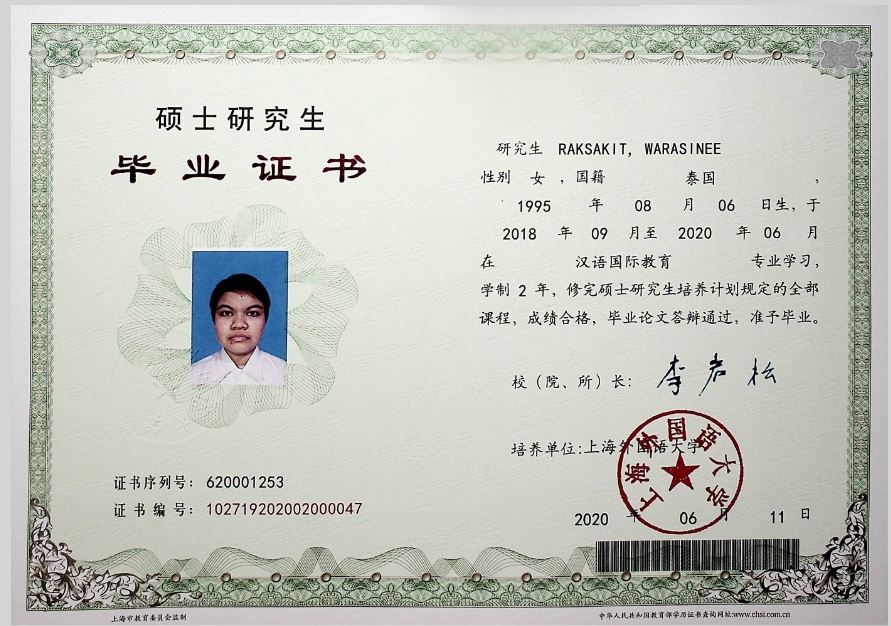 硕士研究生
毕业证书
证书序列号： 620001253
证书编号： 102719202002000047
研究生 RAKSAKIT, WARASINEE
性别 女 ，国籍 泰国 ，
1995 年 08 月 06 日生，于
2018 年 09 月至 2020 年 06 月
在 汉语国际教育 专业学习，
学制 2 年，修完硕士研究生培养计划规定的全部
课程，成绩合格，毕业论文答辩通过，准予毕业。
校（院、所）长： 李岩松
培养单位：上海外国语大学
上海外国语大学
2020 年 06 月 11 日
上海市教育委员会监制
中华人民共和国教育部学历证书查询网址：www.chsi.com.cn